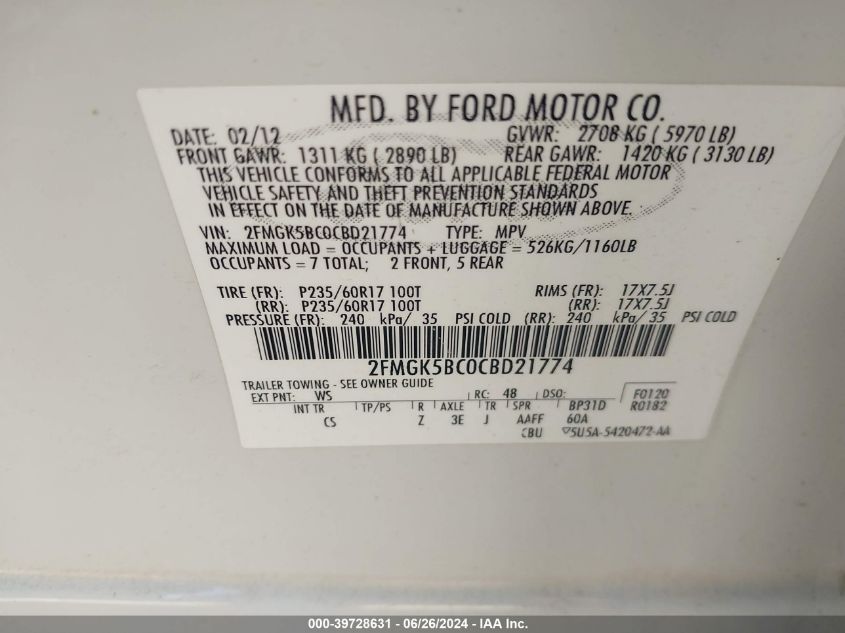 MFD. BY FORD MOTOR CO.
DATE: 02/12 GVWR: 2708 KG ( 5970 LB)
FRONT GAWR: 1311 KG ( 2890 LB) REAR GAWR: 1420 KG ( 3130 LB)
THIS VEHICLE CONFORMS TO ALL APPLICABLE FEDERAL MOTOR
VEHICLE SAFETY AND THEFT PREVENTION STANDARDS
IN EFFECT ON THE DATE OF MANUFACTURE SHOWN ABOVE.
VIN: 2FMGK5BC0CBD21774 TYPE: MPV
MAXIMUM LOAD = OCCUPANTS + LUGGAGE = 526KG/1160LB
OCCUPANTS = 7 TOTAL; 2 FRONT, 5 REAR
TIRE (FR): P235/60R17 100T RIMS (FR): 17X7.5J
(RR): P235/60R17 100T (RR): 17X7.5J
PRESSURE (FR): 240 kPa/ 35 PSI COLD (RR): 240 kPa/ 35 PSI COLD
2FMGK5BC0CBD21774
TRAILER TOWING - SEE OWNER GUIDE
EXT PNT: WS RC: 48 DSO: F0120
INT TR TP/PS R AXLE TR SPR BP31D R0182
CS Z 3E J AAFF 60A
CBU 5U5A-5420472-AA
000-39728631 - 06/26/2024 - IAA Inc.